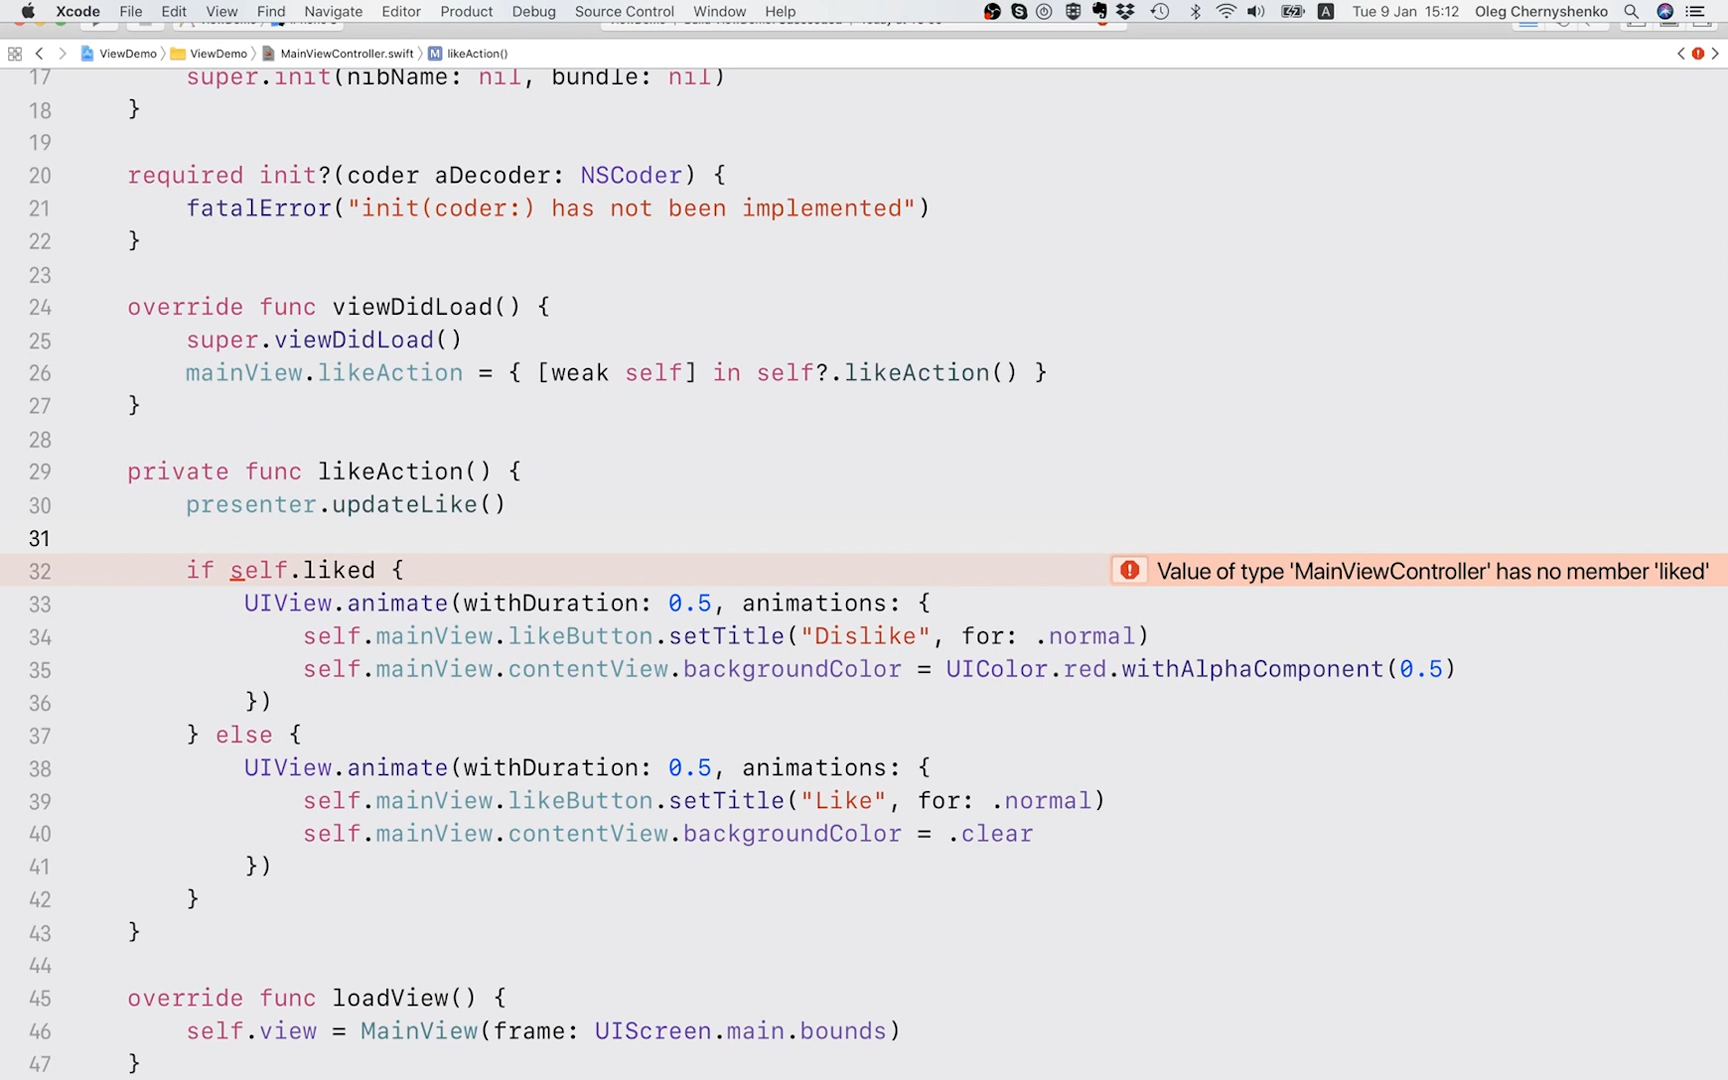 Xcode File Edit View Find Navigate Editor Product Debug Source Control Window Help A Tue 9 Jan 15:12 Oleg Chernyshenko
ViewDemo ViewDemo MainViewController.swift M likeAction()
17 super.init(nibName: nil, bundle: nil)
18 }
19
20 required init?(coder aDecoder: NSCoder) {
21 fatalError("init(coder:) has not been implemented")
22 }
23
24 override func viewDidLoad() {
25 super.viewDidLoad()
26 mainView.likeAction = { [weak self] in self?.likeAction() }
27 }
28
29 private func likeAction() {
30 presenter.updateLike()
31
32 if self.liked { Value of type 'MainViewController' has no member 'liked'
33 UIView.animate(withDuration: 0.5, animations: {
34 self.mainView.likeButton.setTitle("Dislike", for: .normal)
35 self.mainView.contentView.backgroundColor = UIColor.red.withAlphaComponent(0.5)
36 })
37 } else {
38 UIView.animate(withDuration: 0.5, animations: {
39 self.mainView.likeButton.setTitle("Like", for: .normal)
40 self.mainView.contentView.backgroundColor = .clear
41 })
42 }
43 }
44
45 override func loadView() {
46 self.view = MainView(frame: UIScreen.main.bounds)
47 }